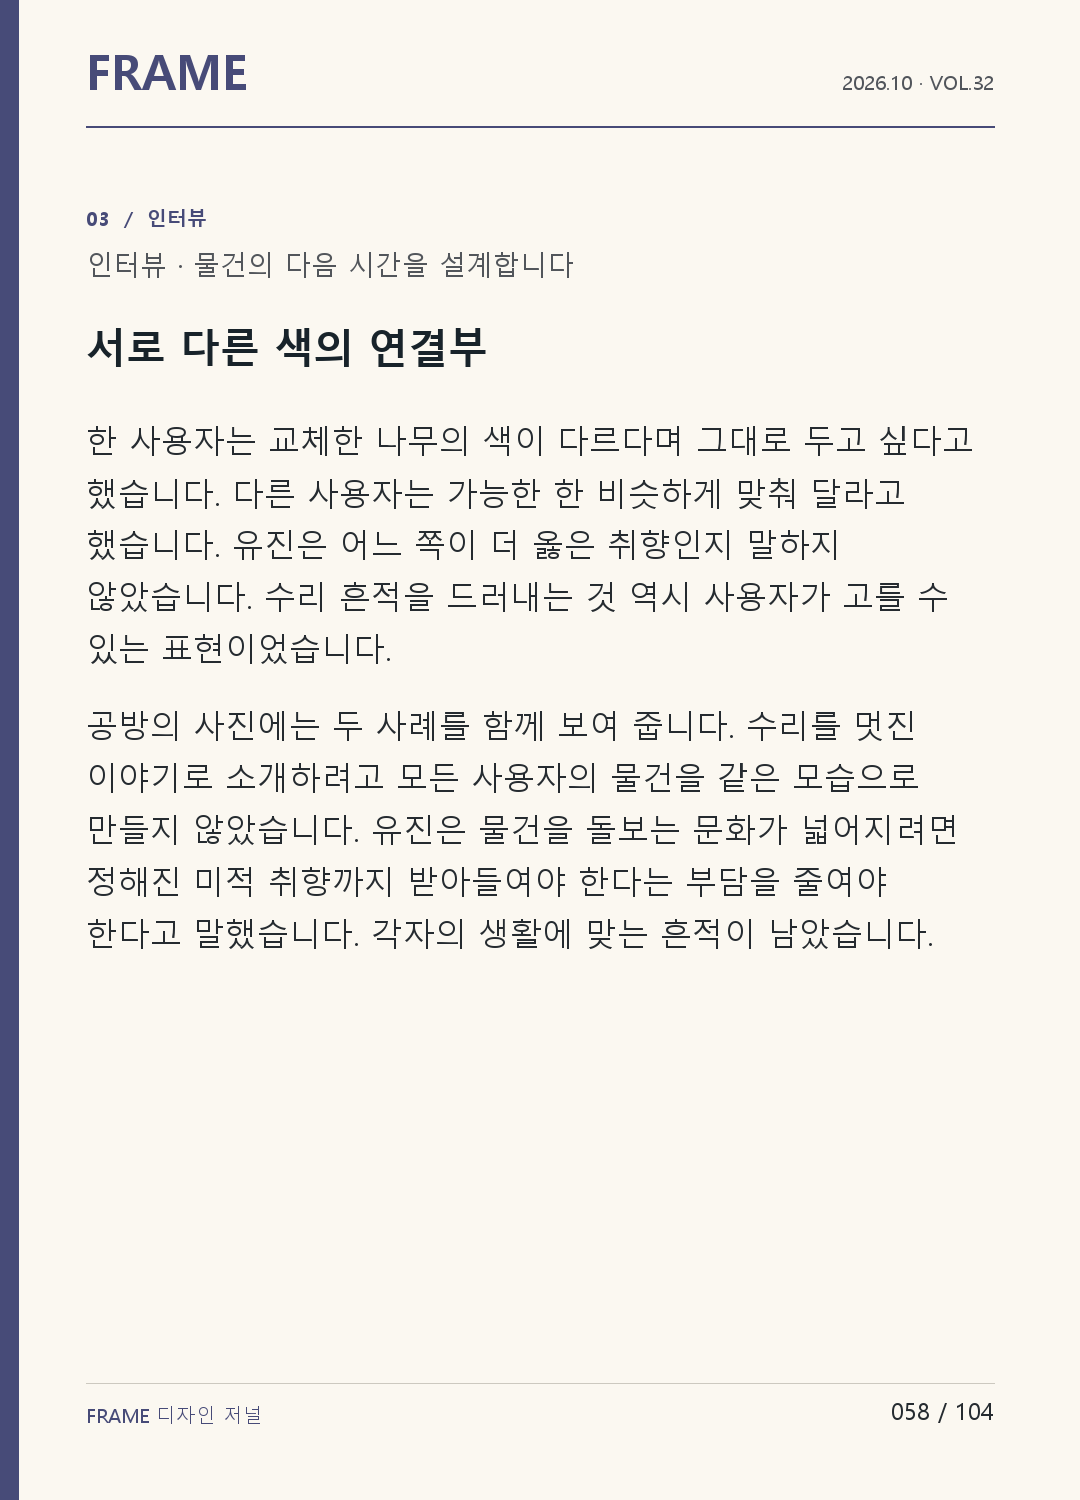 FRAME
2026.10 · VOL.32
03 / 인터뷰
인터뷰 · 물건의 다음 시간을 설계합니다
서로 다른 색의 연결부
한 사용자는 교체한 나무의 색이 다르다며 그대로 두고 싶다고
했습니다. 다른 사용자는 가능한 한 비슷하게 맞춰 달라고
했습니다. 유진은 어느 쪽이 더 옳은 취향인지 말하지
않았습니다. 수리 흔적을 드러내는 것 역시 사용자가 고를 수
있는 표현이었습니다.
공방의 사진에는 두 사례를 함께 보여 줍니다. 수리를 멋진
이야기로 소개하려고 모든 사용자의 물건을 같은 모습으로
만들지 않았습니다. 유진은 물건을 돌보는 문화가 넓어지려면
정해진 미적 취향까지 받아들여야 한다는 부담을 줄여야
한다고 말했습니다. 각자의 생활에 맞는 흔적이 남았습니다.
FRAME 디자인 저널
058 / 104